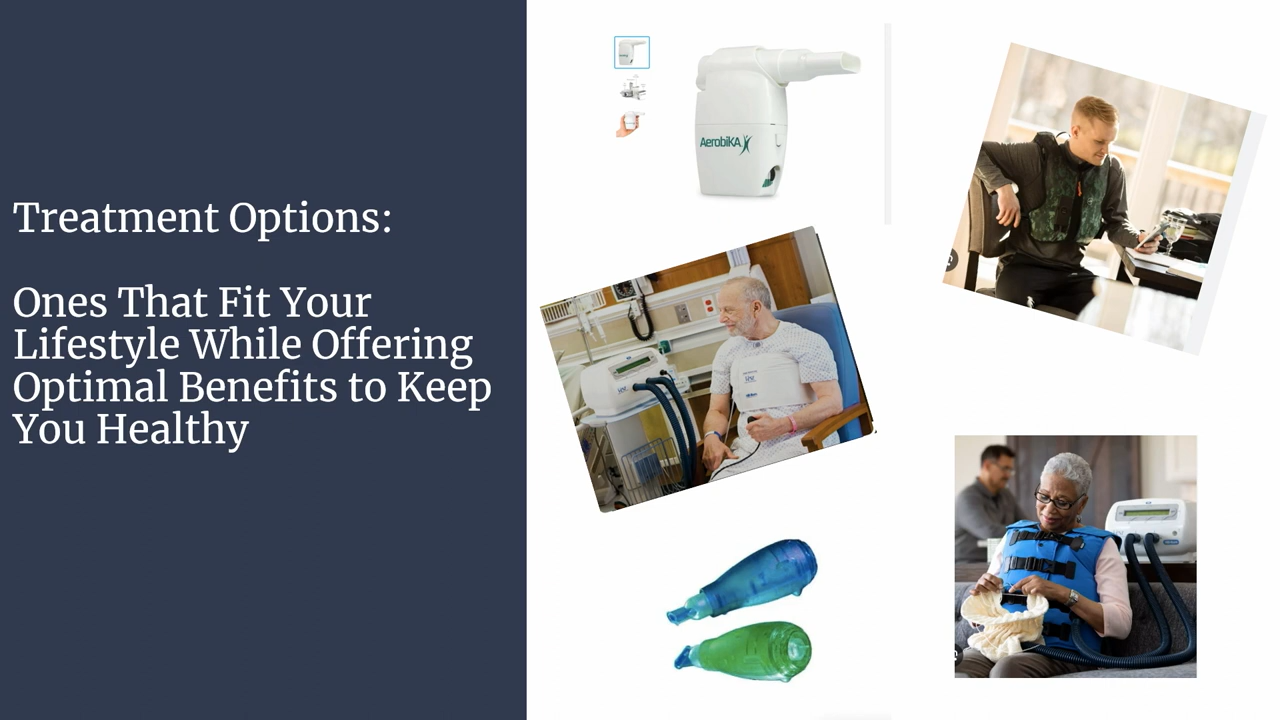 Treatment Options:
Ones That Fit Your
Lifestyle While Offering
Optimal Benefits to Keep
You Healthy
AerobiKA